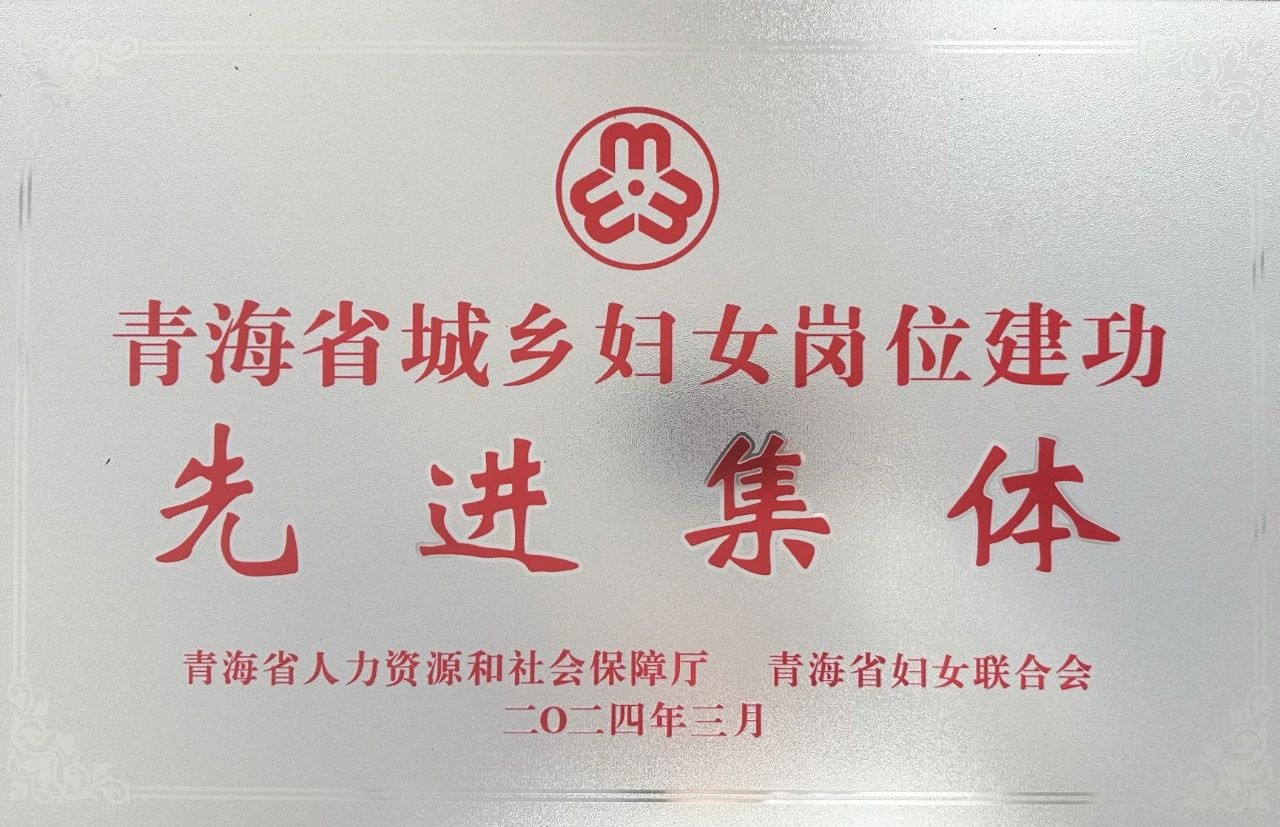 青海省城乡妇女岗位建功
先进集体
青海省人力资源和社会保障厅 青海省妇女联合会
二O二四年三月